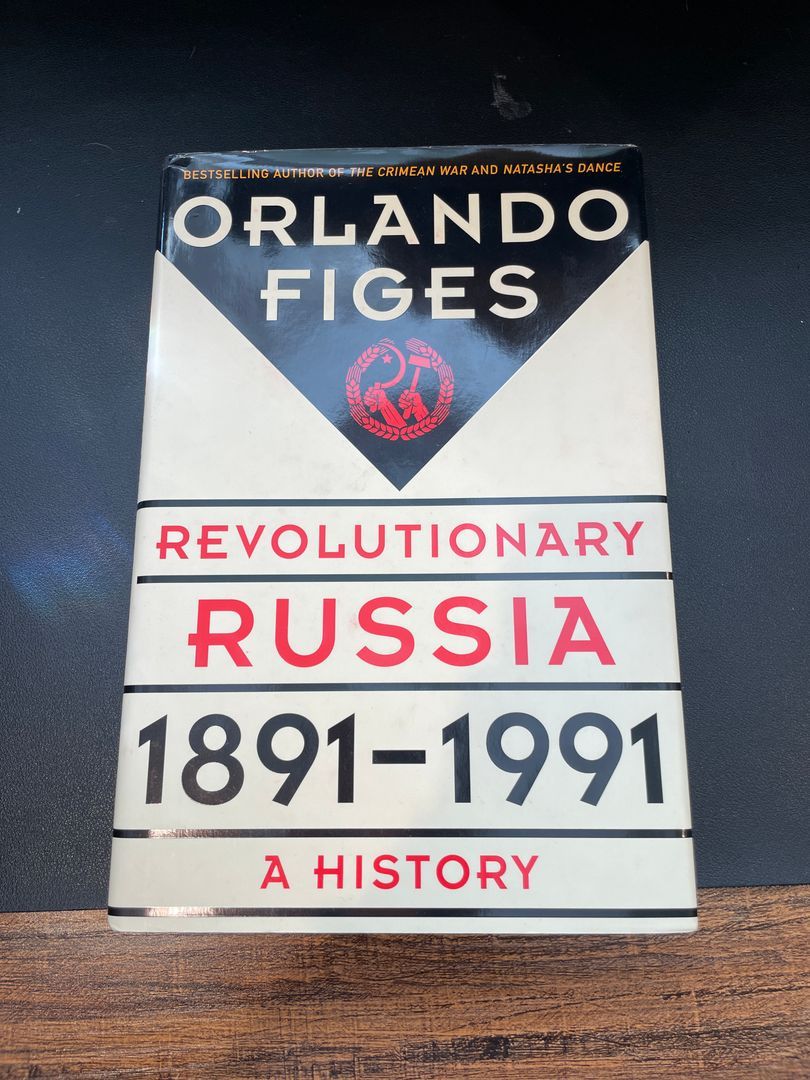 BESTSELLING AUTHOR OF THE CRIMEAN WAR AND NATASHA'S DANCE
ORLANDO
FIGES
REVOLUTIONARY
RUSSIA
1891–1991
A HISTORY